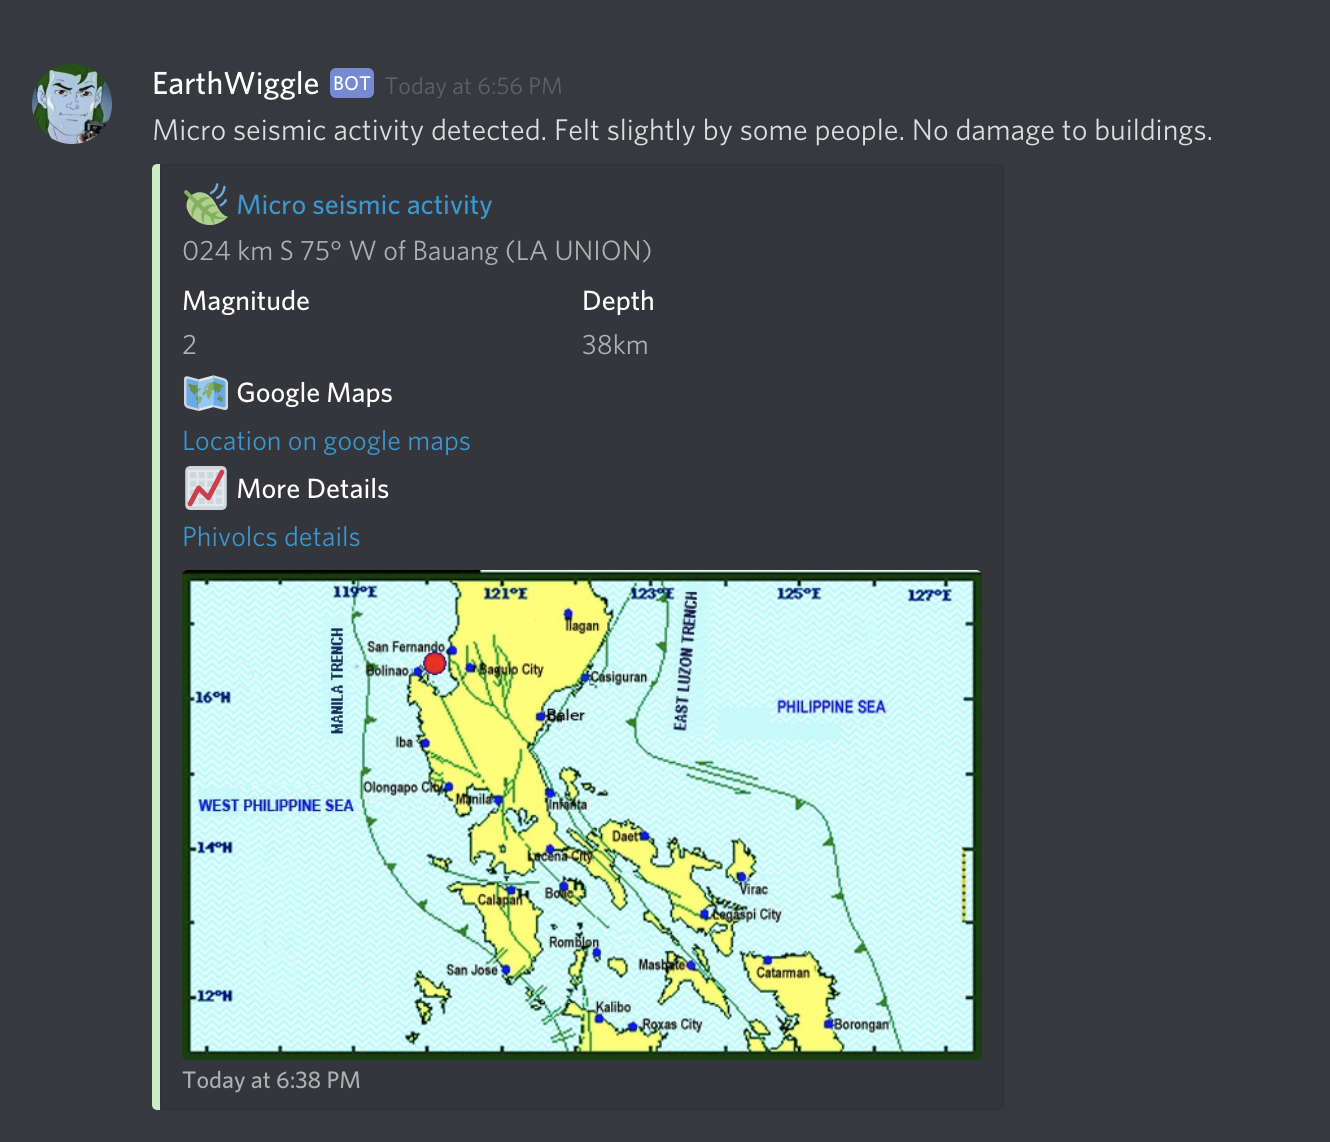 EarthWiggle BOT Today at 6:56 PM
Micro seismic activity detected. Felt slightly by some people. No damage to buildings.
Micro seismic activity
024 km S 75° W of Bauang (LA UNION)
Magnitude Depth
2 38km
Google Maps
Location on google maps
More Details
Phivolcs details
119°E 121°E 123°E 125°E 127°E
Ilagan
MANILA TRENCH
EAST LUZON TRENCH
San Fernando
Bolinao
Baguio City
Casiguran
16°N
PHILIPPINE SEA
Baler
Iba
Olongapo City
Manila
Infanta
WEST PHILIPPINE SEA
Daet
14°N
Lucena City
Virac
Boac
Calapan
Legaspi City
Romblon
Masbate
San Jose
Catarman
12°N
Kalibo
Roxas City
Borongan
Today at 6:38 PM